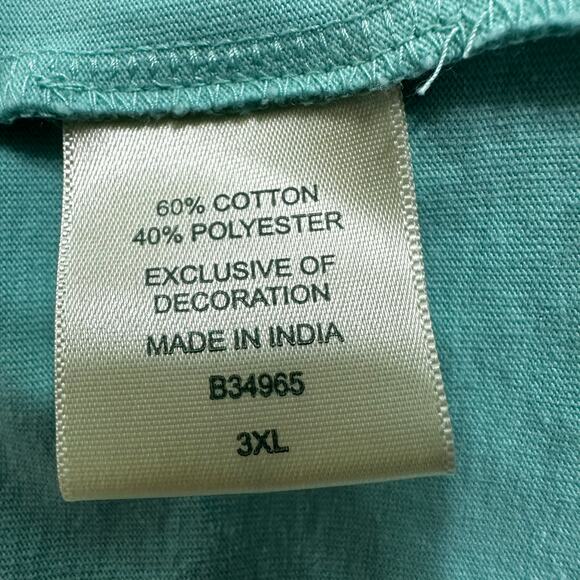 60% COTTON
40% POLYESTER
EXCLUSIVE OF
DECORATION
MADE IN INDIA
B34965
3XL